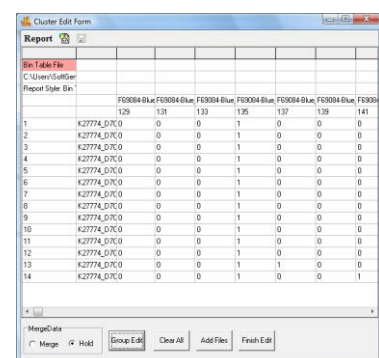 Cluster Edit Form
Report
Bin Table File
C:\Users\SoftGer
Report Style: Bin
F69084-Blue, F69084-Blue, F69084-Blue, F69084-Blue, F69084-Blue, F69084-Blue, F6908
129 131 133 135 137 139 141
1 K27774_D7C 0 0 0 1 0 0 0
2 K27774_D7C 0 0 0 1 0 0 0
3 K27774_D7C 0 0 0 1 0 0 0
4 K27774_D7C 0 0 0 1 0 0 0
5 K27774_D7C 0 0 0 1 0 0 0
6 K27774_D7C 0 0 0 1 0 0 0
7 K27774_D7C 0 0 0 1 0 0 0
8 K27774_D7C 0 0 0 1 0 0 0
9 K27774_D7C 0 0 0 1 0 0 0
10 K27774_D7C 0 0 0 1 0 0 0
11 K27774_D7C 0 0 0 1 0 0 0
12 K27774_D7C 0 0 0 1 0 0 0
13 K27774_D7C 0 0 0 1 1 0 0
14 K27774_D7C 0 0 0 1 0 0 1
MergeData
Merge Hold Group Edit Clear All Add Files Finish Edit